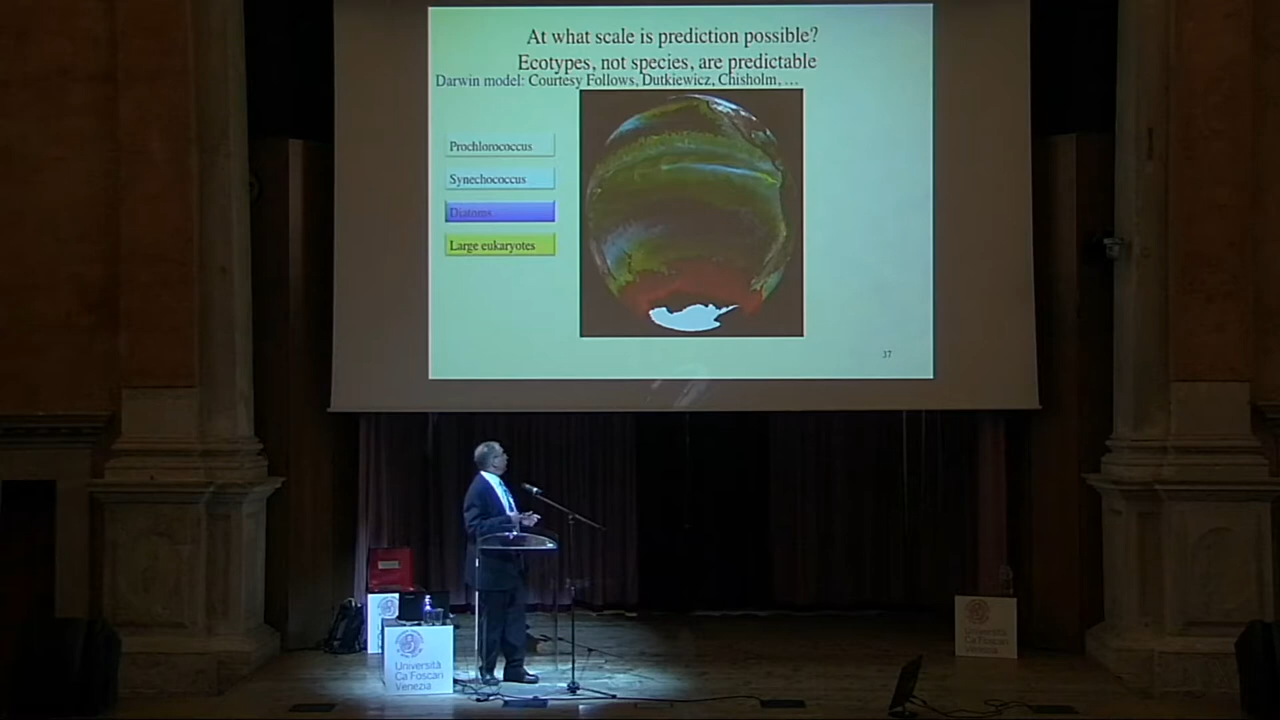 At what scale is prediction possible?
Ecotypes, not species, are predictable
Darwin model: Courtesy Follows, Dutkiewicz, Chisholm, …
Prochlorococcus
Synechococcus
Diatoms
Large eukaryotes
37
Università
Ca'Foscari
Venezia
Università
Ca'Foscari
Venezia